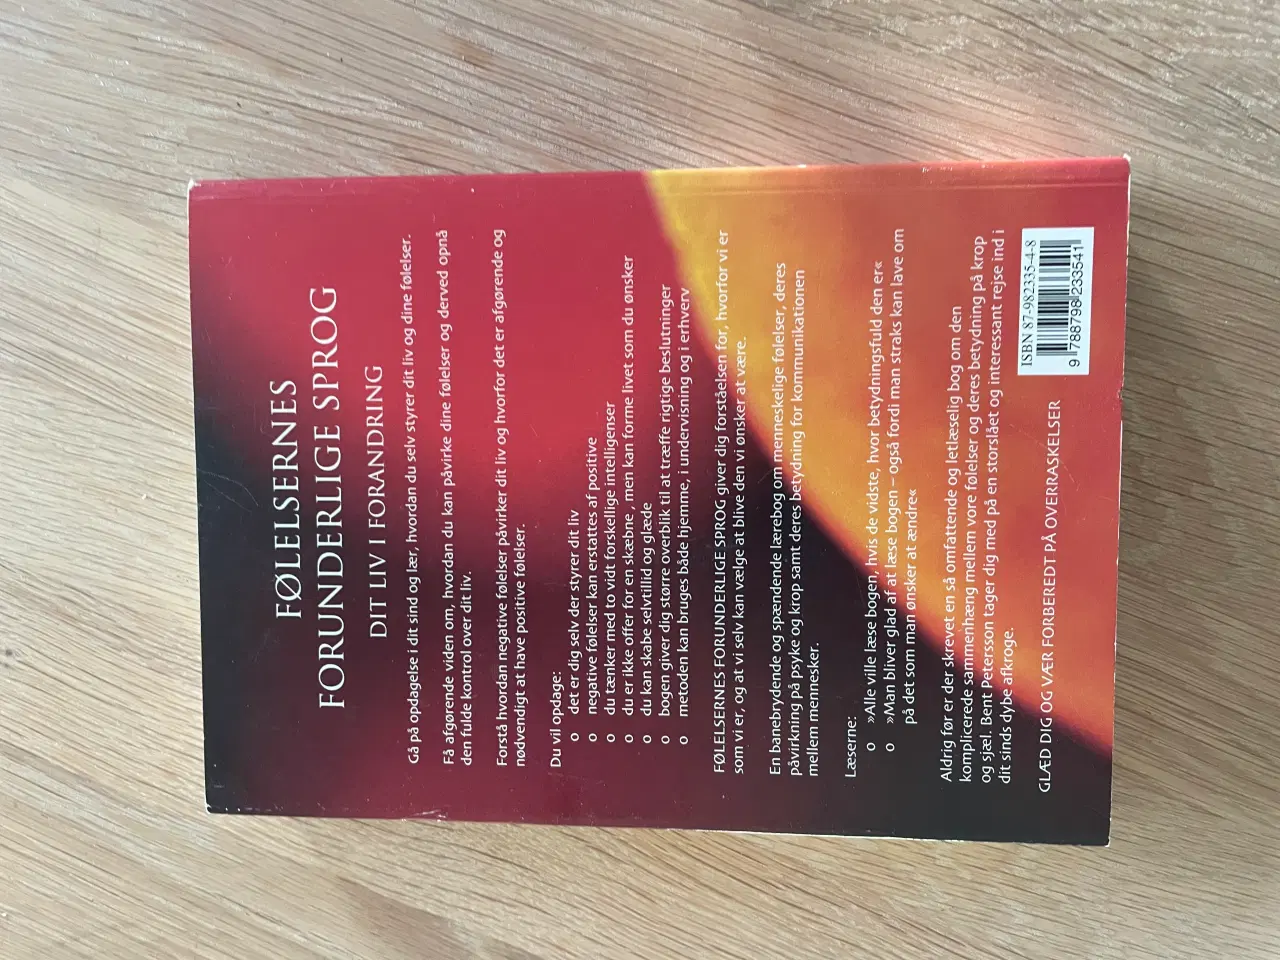 FØLELSERNES
FORUNDERLIGE SPROG
DIT LIV I FORANDRING
Gå på opdagelse i dit sind og lær, hvordan du selv styrer dit liv og dine følelser.
Få afgørende viden om, hvordan du kan påvirke dine følelser og derved opnå
den fulde kontrol over dit liv.
Forstå hvordan negative følelser påvirker dit liv og hvorfor det er afgørende og
nødvendigt at have positive følelser.
Du vil opdage:
o det er dig selv der styrer dit liv
o negative følelser kan erstattes af positive
o du tænker med to vidt forskellige intelligenser
o du er ikke offer for en skæbne , men kan forme livet som du ønsker
o du kan skabe selvtillid og glæde
o bogen giver dig større overblik til at træffe rigtige beslutninger
o metoden kan bruges både hjemme, i undervisning og i erhverv
FØLELSERNES FORUNDERLIGE SPROG giver dig forståelsen for, hvorfor vi er
som vi er, og at vi selv kan vælge at blive den vi ønsker at være.
En banebrydende og spændende lærebog om menneskelige følelser, deres
påvirkning på psyke og krop samt deres betydning for kommunikationen
mellem mennesker.
Læserne:
o »Alle ville læse bogen, hvis de vidste, hvor betydningsfuld den er«
o »Man bliver glad af at læse bogen – også fordi man straks kan lave om
på det som man ønsker at ændre«
Aldrig før er der skrevet en så omfattende og letlæselig bog om den
komplicerede sammenhæng mellem vore følelser og deres betydning på krop
og sjæl. Bent Petersson tager dig med på en storslået og interessant rejse ind i
dit sinds dybe afkroge.
GLÆD DIG OG VÆR FORBEREDT PÅ OVERRASKELSER
ISBN 87-982335-4-8
9 788798 233541